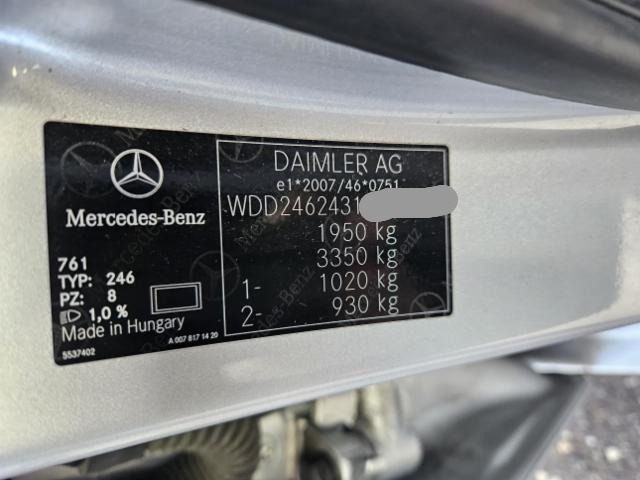 Mercedes-Benz
761
TYP: 246
PZ: 8
1,0 %
Made in Hungary
5537402
A 007 817 14 20
DAIMLER AG
e1*2007/46*0751
WDD2462431
1950 kg
3350 kg
1- 1020 kg
2- 930 kg